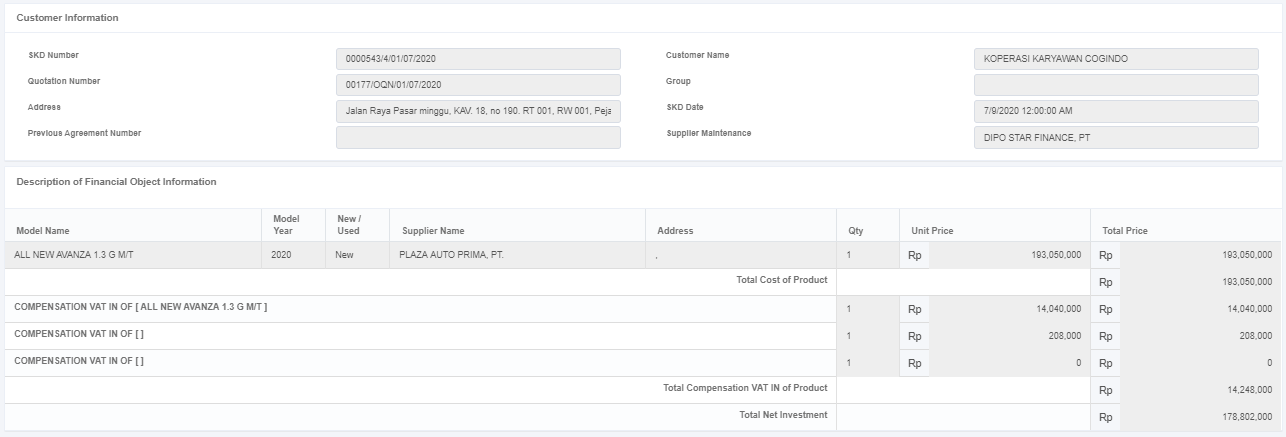 Customer Information
SKD Number 0000543/4/01/07/2020 Customer Name KOPERASI KARYAWAN COGINDO
Quotation Number 00177/OQN/01/07/2020 Group
Address Jalan Raya Pasar minggu, KAV. 18, no 190. RT 001, RW 001, Peja SKD Date 7/9/2020 12:00:00 AM
Previous Agreement Number Supplier Maintenance DIPO STAR FINANCE, PT
Description of Financial Object Information
Model Name Model Year New / Used Supplier Name Address Qty Unit Price Total Price
ALL NEW AVANZA 1.3 G M/T 2020 New PLAZA AUTO PRIMA, PT. , 1 Rp 193,050,000 Rp 193,050,000
Total Cost of Product Rp 193,050,000
COMPENSATION VAT IN OF [ ALL NEW AVANZA 1.3 G M/T ] 1 Rp 14,040,000 Rp 14,040,000
COMPENSATION VAT IN OF [ ] 1 Rp 208,000 Rp 208,000
COMPENSATION VAT IN OF [ ] 1 Rp 0 Rp 0
Total Compensation VAT IN of Product Rp 14,248,000
Total Net Investment Rp 178,802,000